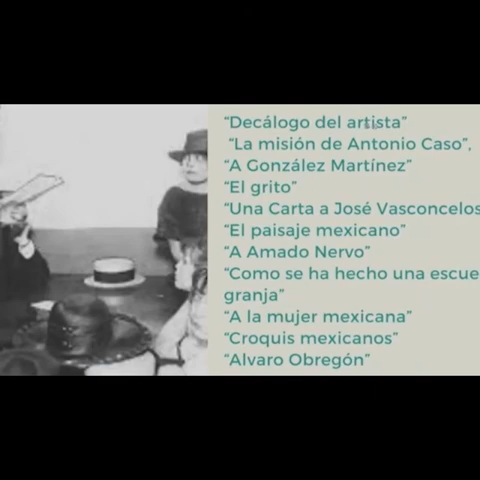 “Decálogo del artista”
“La misión de Antonio Caso”,
“A González Martínez”
“El grito”
“Una Carta a José Vasconcelos
“El paisaje mexicano”
“A Amado Nervo”
“Como se ha hecho una escue
granja”
“A la mujer mexicana”
“Croquis mexicanos”
“Alvaro Obregón”